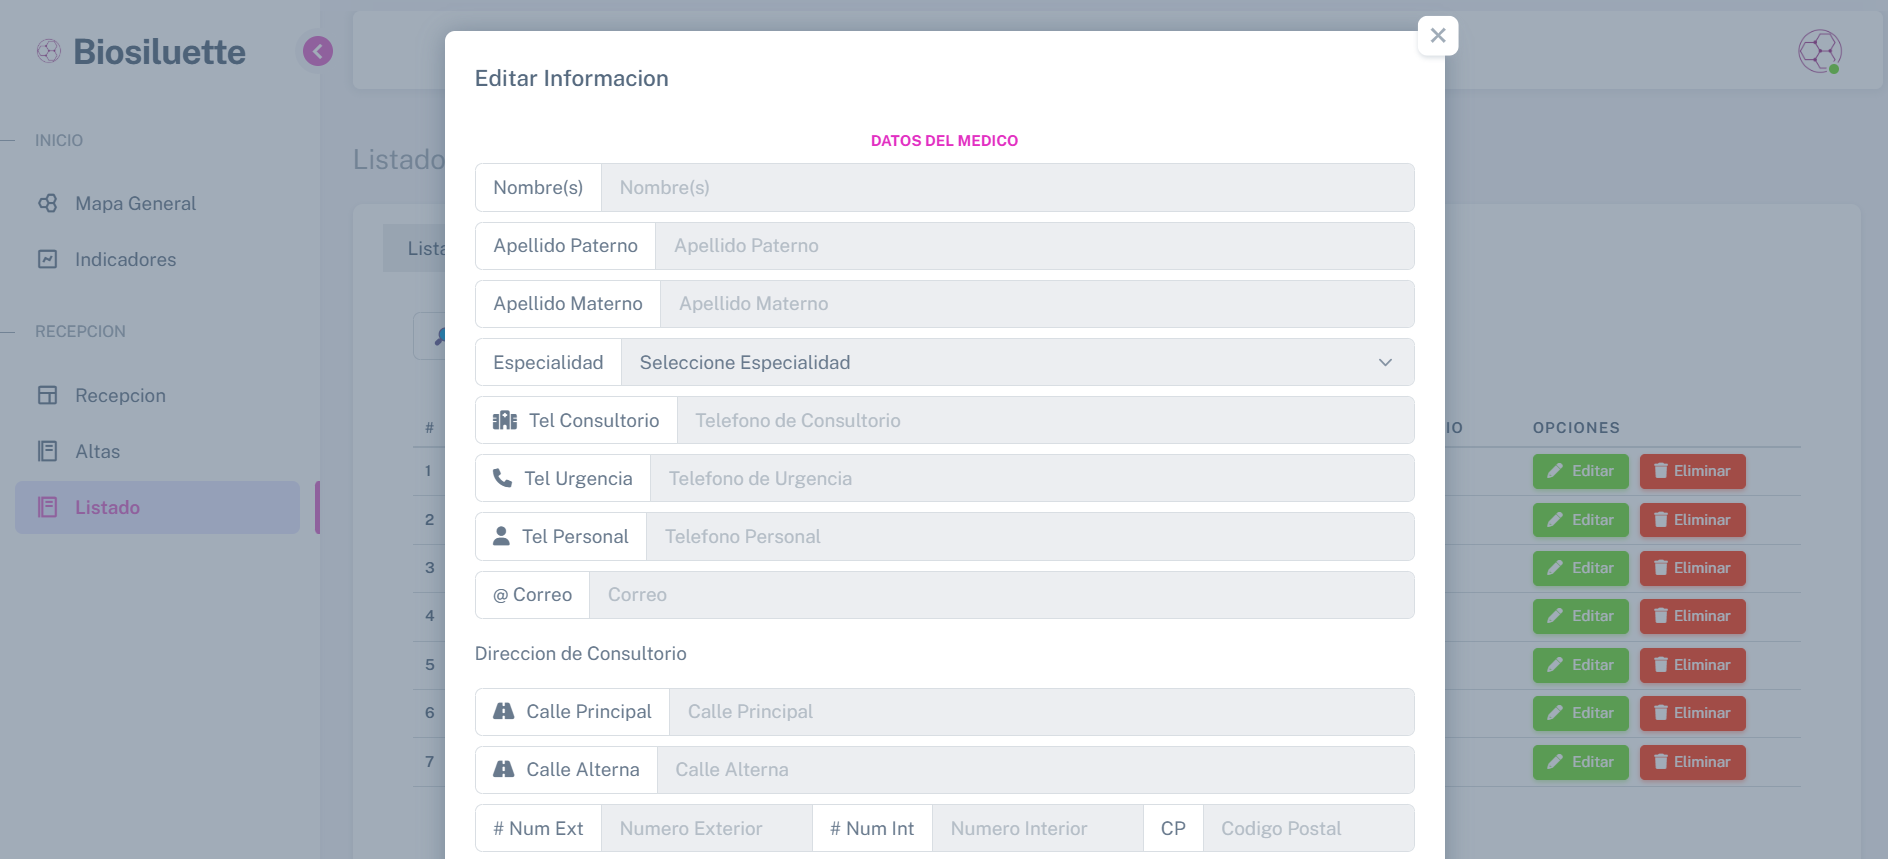 Biosiluette
INICIO
Mapa General
Indicadores
RECEPCION
Recepcion
Altas
Listado
Listado
Lista
Editar Informacion
DATOS DEL MEDICO
Nombre(s) Nombre(s)
Apellido Paterno Apellido Paterno
Apellido Materno Apellido Materno
Especialidad Seleccione Especialidad
Tel Consultorio Telefono de Consultorio
Tel Urgencia Telefono de Urgencia
Tel Personal Telefono Personal
@ Correo Correo
Direccion de Consultorio
Calle Principal Calle Principal
Calle Alterna Calle Alterna
# Num Ext Numero Exterior # Num Int Numero Interior CP Codigo Postal
# IO OPCIONES
1 Editar Eliminar
2 Editar Eliminar
3 Editar Eliminar
4 Editar Eliminar
5 Editar Eliminar
6 Editar Eliminar
7 Editar Eliminar